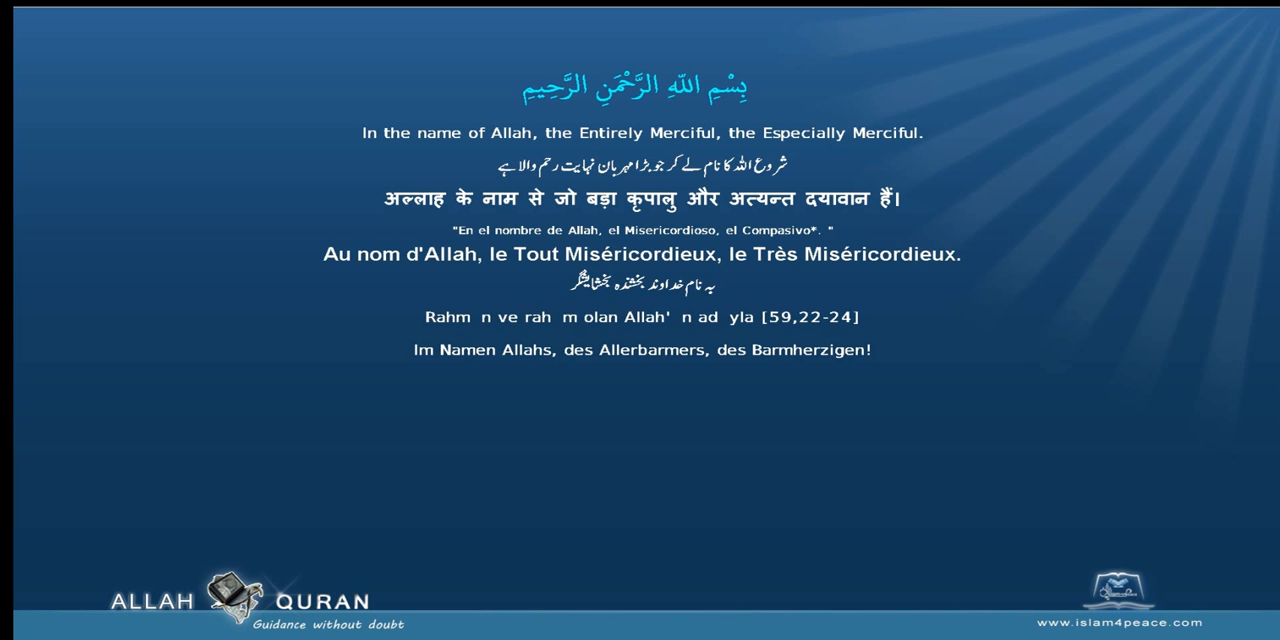 بِسْمِ اللَّهِ الرَّحْمَنِ الرَّحِيمِ
In the name of Allah, the Entirely Merciful, the Especially Merciful.
شروع الله کا نام لے کر جو بڑا مہربان نہایت رحم والا ہے
अल्लाह के नाम से जो बड़ा कृपालु और अत्यन्त दयावान हैं।
"En el nombre de Allah, el Misericordioso, el Compasivo*. "
Au nom d'Allah, le Tout Miséricordieux, le Très Miséricordieux.
به نام خداوند بخشنده بخشایشگر
Rahm n ve rah m olan Allah' n ad yla [59,22-24]
Im Namen Allahs, des Allerbarmers, des Barmherzigen!
ALLAH QURAN
Guidance without doubt
www.islam4peace.com